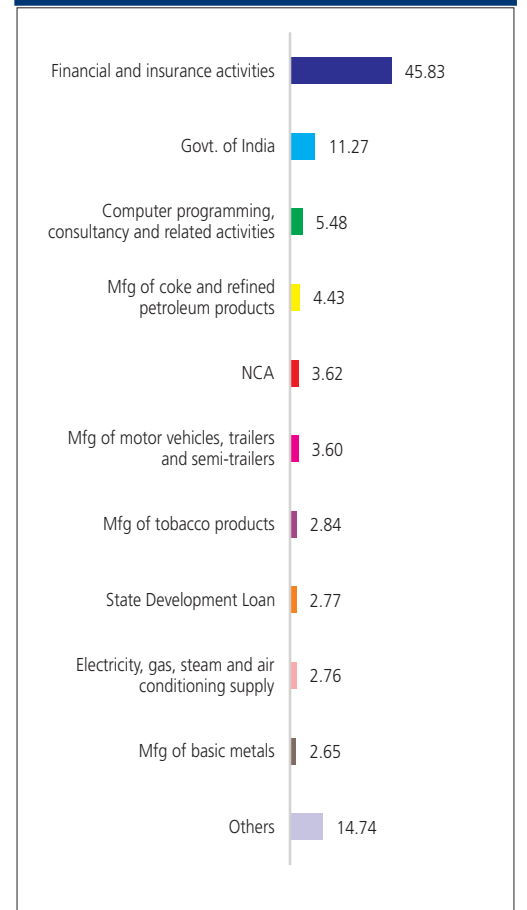 Financial and insurance activities 45.83
Govt. of India 11.27
Computer programming,
consultancy and related activities 5.48
Mfg of coke and refined
petroleum products 4.43
NCA 3.62
Mfg of motor vehicles, trailers
and semi-trailers 3.60
Mfg of tobacco products 2.84
State Development Loan 2.77
Electricity, gas, steam and air
conditioning supply 2.76
Mfg of basic metals 2.65
Others 14.74